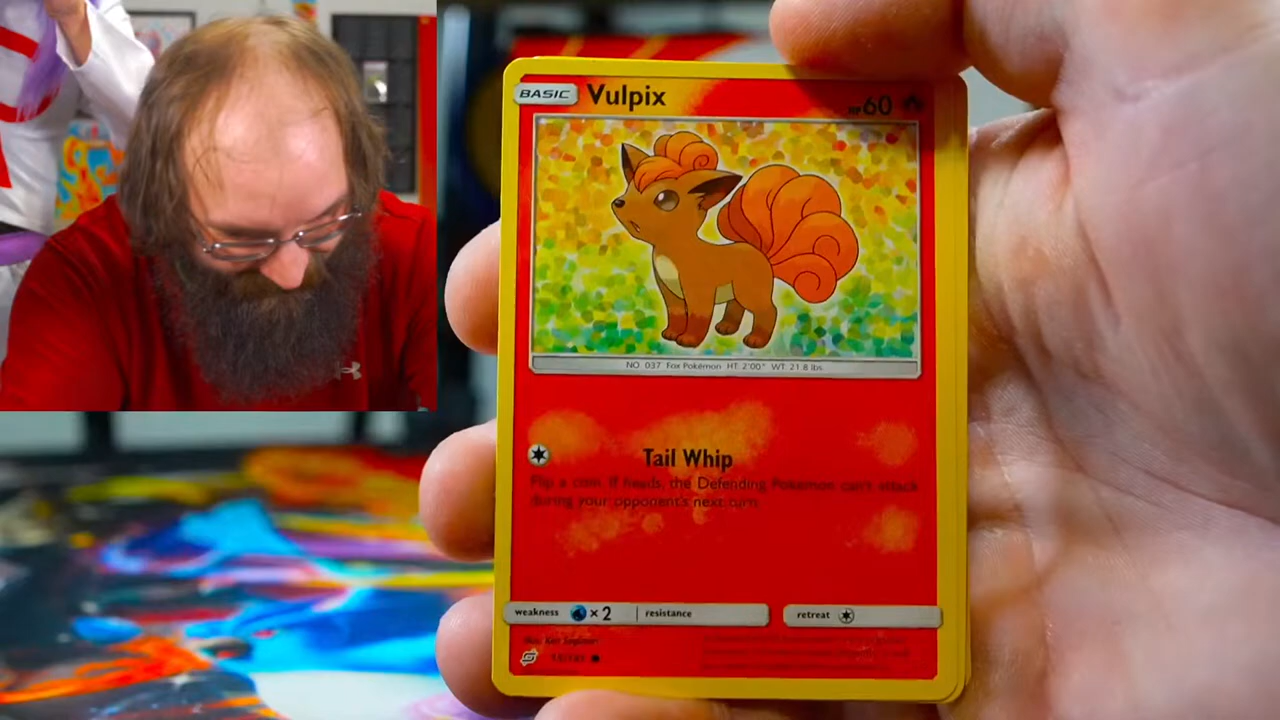 BASIC Vulpix HP60
NO. 037 Fox Pokémon HT: 2'00" WT: 21.8 lbs.
Tail Whip
Flip a coin. If heads, the Defending Pokémon can't attack
during your opponent's next turn.
weakness ×2 resistance retreat